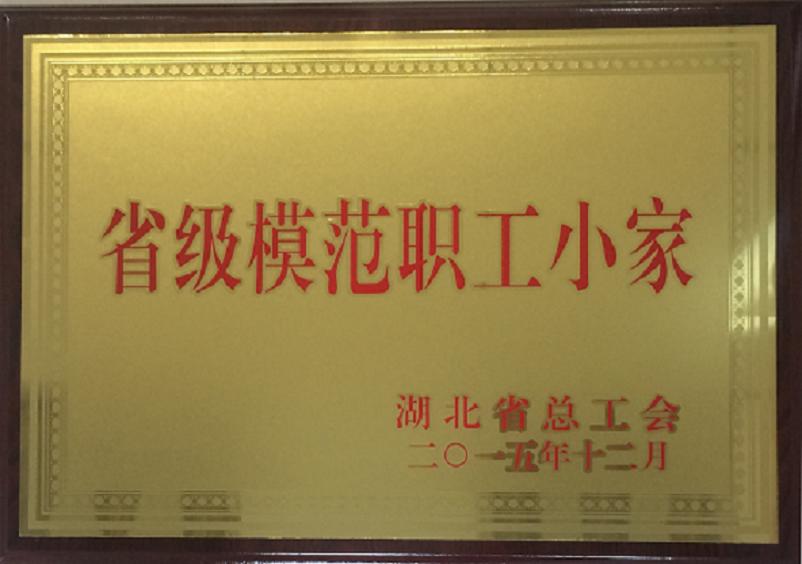 省级模范职工小家
湖北省总工会
二〇一五年十二月